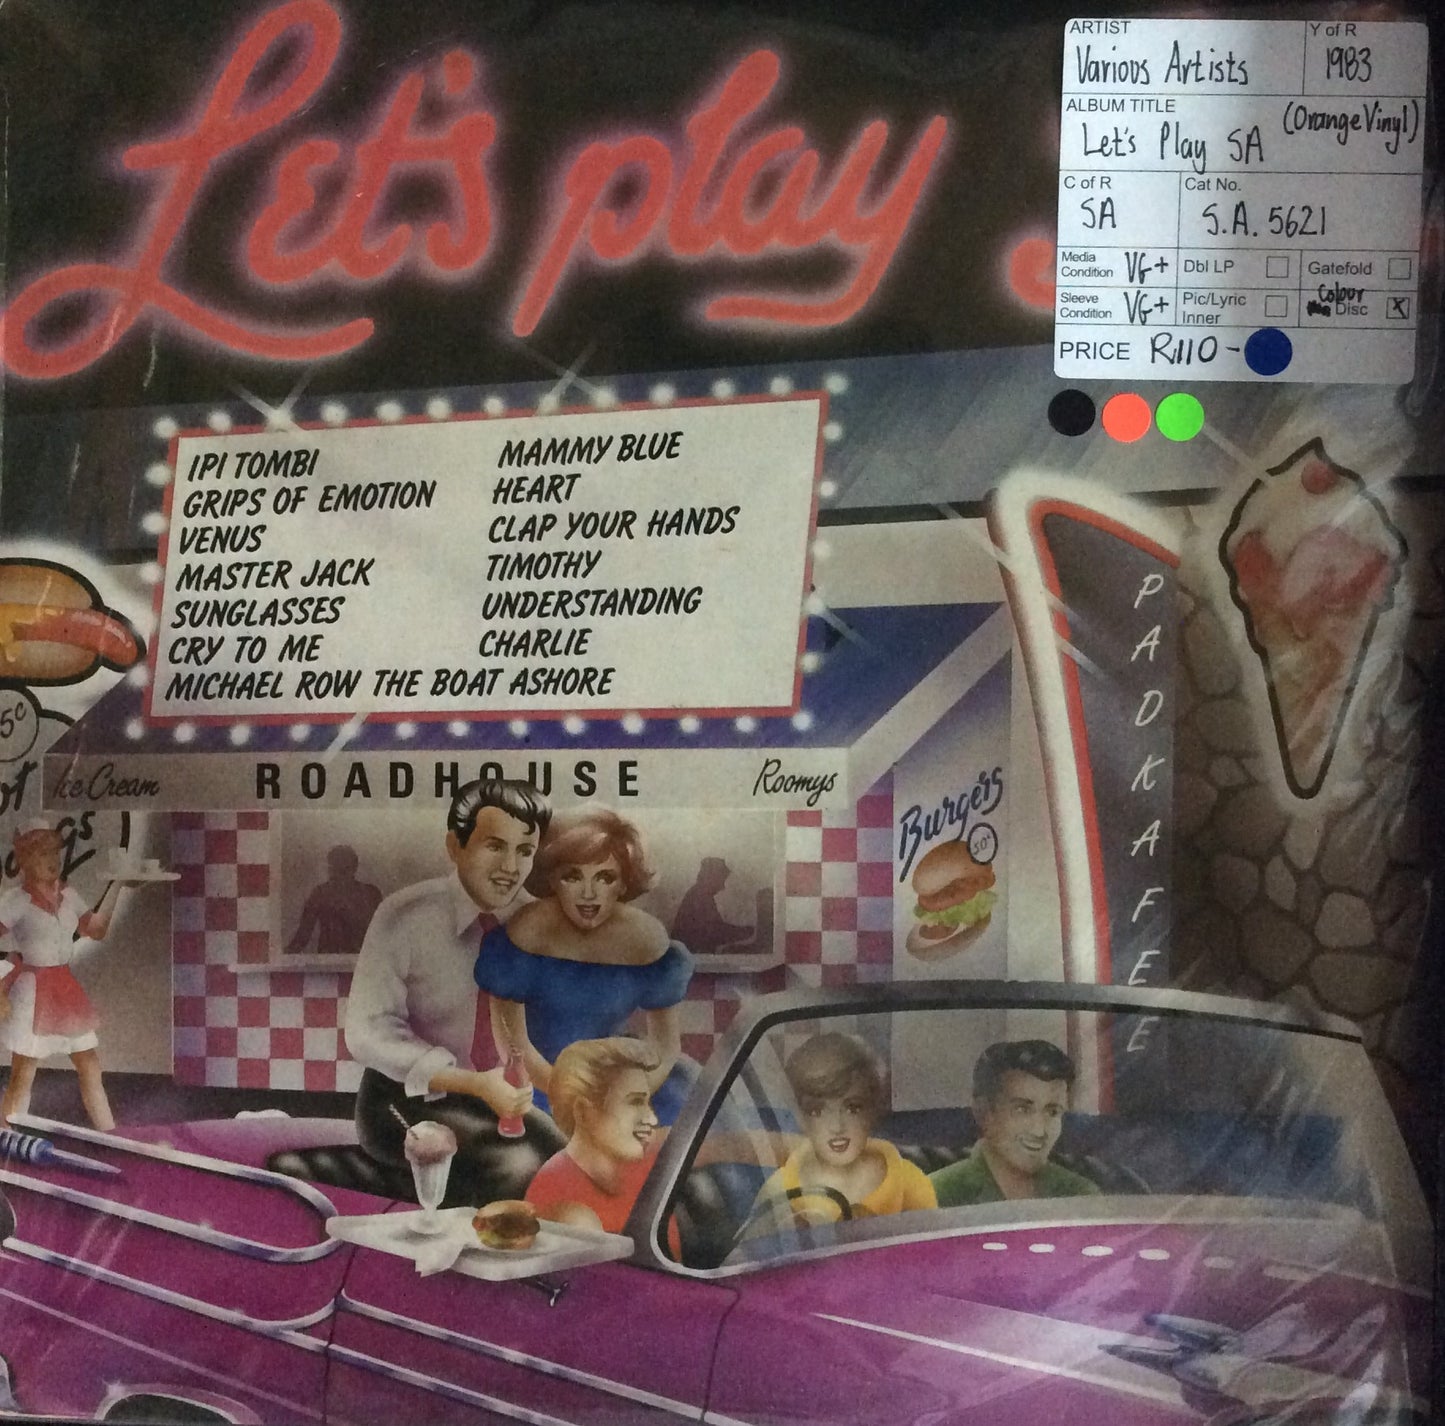 Let's play S
ARTIST
Y of R
Various Artists
1983
ALBUM TITLE
(Orange Vinyl)
Let's Play SA
C of R
Cat No.
SA
S.A. 5621
Media Condition VG+
Dbl LP
Gatefold
Sleeve Condition VG+
Pic/Lyric Inner
Colour
Disc X
PRICE R110-
IPI TOMBI
GRIPS OF EMOTION
VENUS
MASTER JACK
SUNGLASSES
CRY TO ME
MICHAEL ROW THE BOAT ASHORE
MAMMY BLUE
HEART
CLAP YOUR HANDS
TIMOTHY
UNDERSTANDING
CHARLIE
PADKAFEE
5c
Ice Cream
ROADHOUSE
Roomys
Burgers
50c